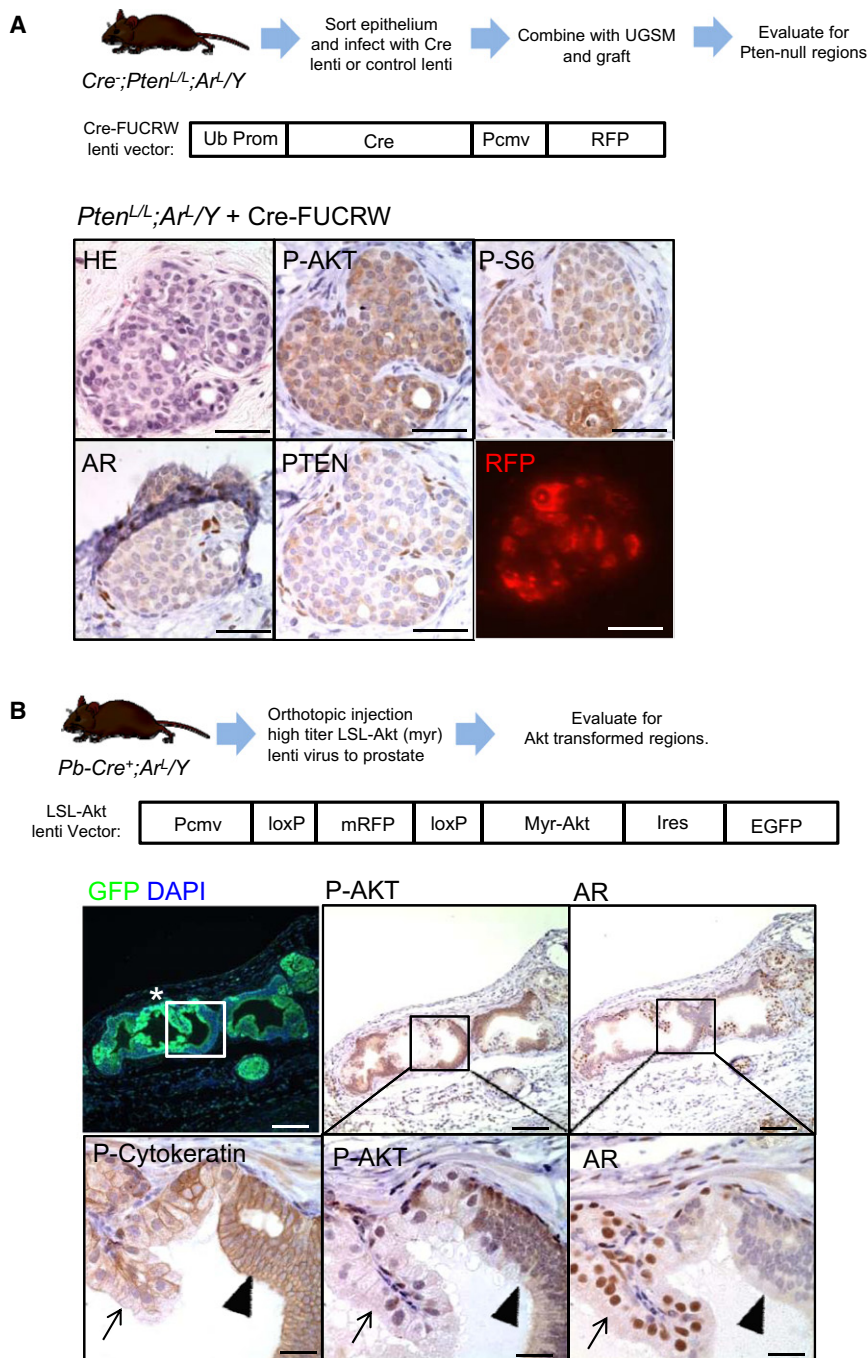 A
Cre-;Pten^L/L;Ar^L/Y
Sort epithelium
and infect with Cre
lenti or control lenti
Combine with UGSM
and graft
Evaluate for
Pten-null regions
Cre-FUCRW
lenti vector:
Ub Prom
Cre
Pcmv
RFP
Pten^L/L;Ar^L/Y + Cre-FUCRW
HE
P-AKT
P-S6
AR
PTEN
RFP
B
Pb-Cre+;Ar^L/Y
Orthotopic injection
high titer LSL-Akt (myr)
lenti virus to prostate
Evaluate for
Akt transformed regions.
LSL-Akt
lenti Vector:
Pcmv
loxP
mRFP
loxP
Myr-Akt
Ires
EGFP
GFP DAPI
P-AKT
AR
*
P-Cytokeratin
P-AKT
AR